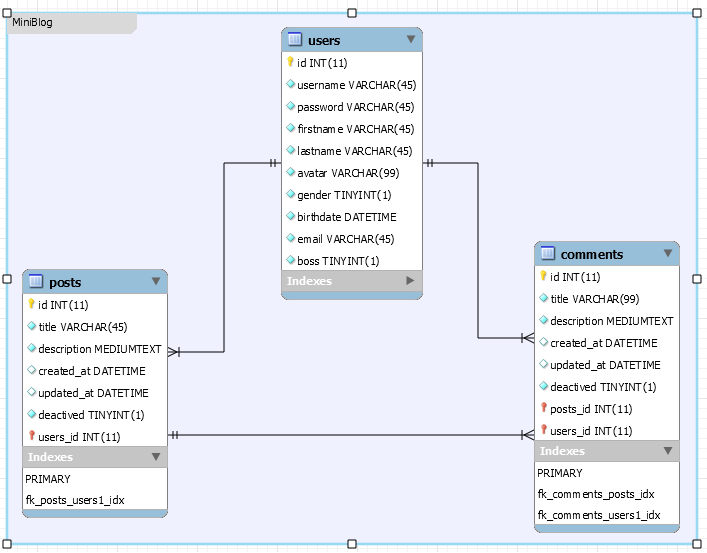 MiniBlog
users
id INT(11)
username VARCHAR(45)
password VARCHAR(45)
firstname VARCHAR(45)
lastname VARCHAR(45)
avatar VARCHAR(99)
gender TINYINT(1)
birthdate DATETIME
email VARCHAR(45)
boss TINYINT(1)
Indexes
posts
id INT(11)
title VARCHAR(45)
description MEDIUMTEXT
created_at DATETIME
updated_at DATETIME
deactived TINYINT(1)
users_id INT(11)
Indexes
PRIMARY
fk_posts_users1_idx
comments
id INT(11)
title VARCHAR(99)
description MEDIUMTEXT
created_at DATETIME
updated_at DATETIME
deactived TINYINT(1)
posts_id INT(11)
users_id INT(11)
Indexes
PRIMARY
fk_comments_posts_idx
fk_comments_users1_idx